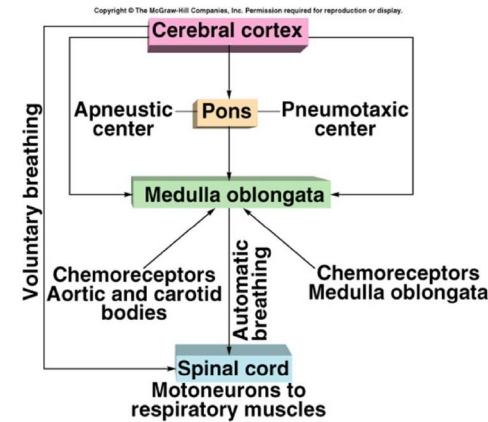 Copyright © The McGraw-Hill Companies, Inc. Permission required for reproduction or display.
Cerebral cortex
Apneustic
center
Pons
Pneumotaxic
center
Voluntary breathing
Medulla oblongata
Chemoreceptors
Aortic and carotid
bodies
Automatic
breathing
Chemoreceptors
Medulla oblongata
Spinal cord
Motoneurons to
respiratory muscles